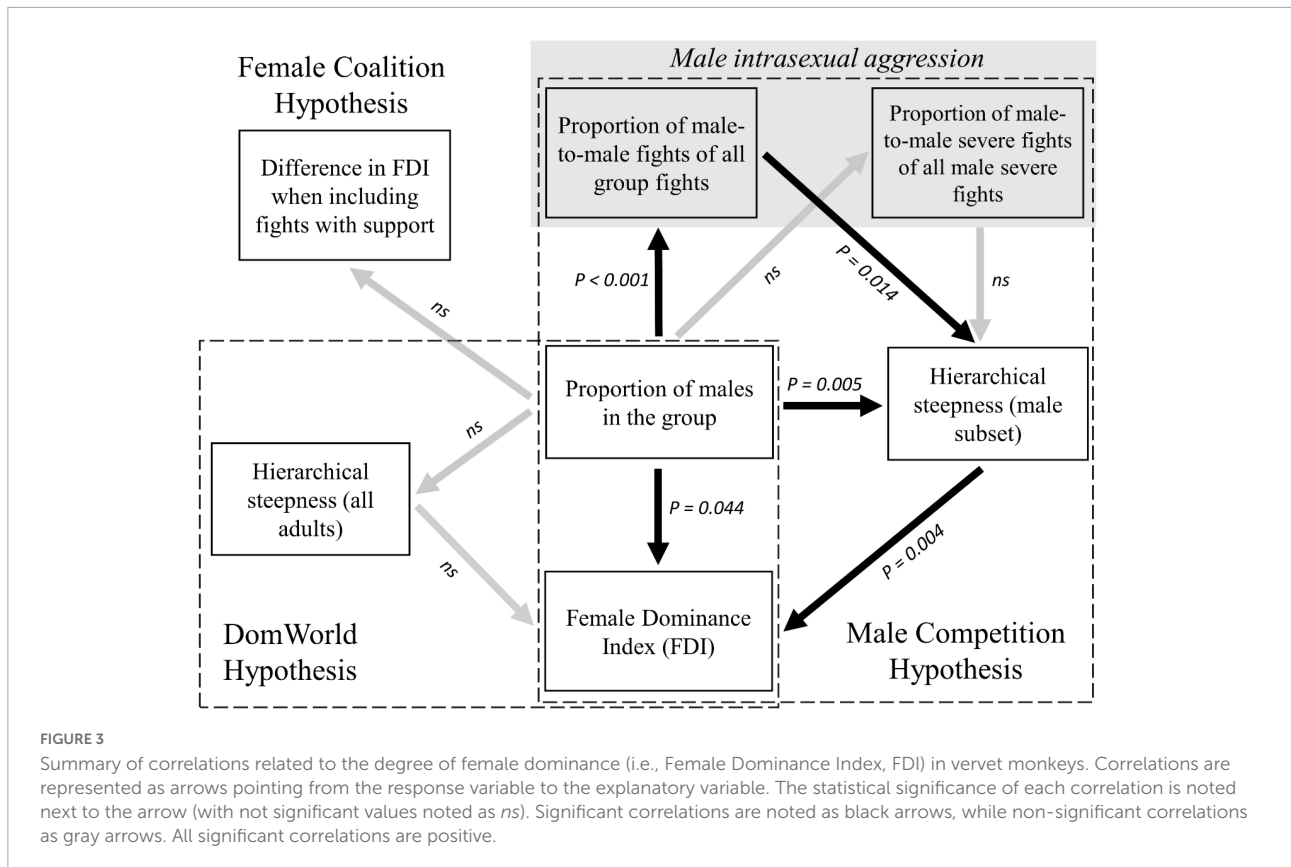 Male intrasexual aggression
Female Coalition
Hypothesis
Proportion of male-
to-male fights of all
group fights
Proportion of male-
to-male severe fights
of all male severe
fights
Difference in FDI
when including
fights with support
P < 0.001
ns
P = 0.014
ns
ns
Proportion of males
in the group
P = 0.005
Hierarchical
steepness (male
subset)
ns
Hierarchical
steepness (all
adults)
P = 0.044
ns
P = 0.004
Female Dominance
Index (FDI)
DomWorld
Hypothesis
Male Competition
Hypothesis
FIGURE 3
Summary of correlations related to the degree of female dominance (i.e., Female Dominance Index, FDI) in vervet monkeys. Correlations are
represented as arrows pointing from the response variable to the explanatory variable. The statistical significance of each correlation is noted
next to the arrow (with not significant values noted as ns). Significant correlations are noted as black arrows, while non-significant correlations
as gray arrows. All significant correlations are positive.